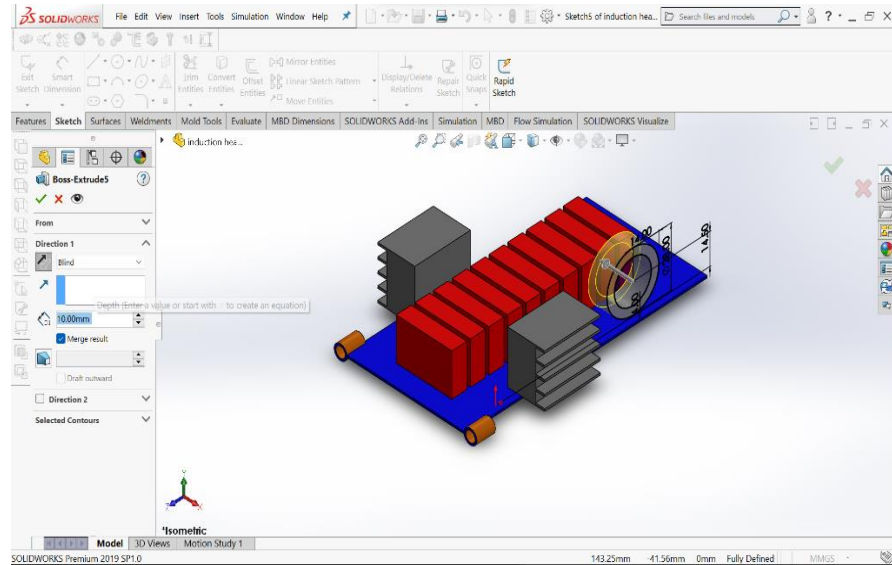 SOLIDWORKS File Edit View Insert Tools Simulation Window Help Sketch5 of induction hea... Search files and models
Exit Sketch Smart Dimension Trim Entities Convert Entities Offset Entities Mirror Entities Linear Sketch Pattern Move Entities Display/Delete Relations Repair Sketch Quick Snaps Rapid Sketch
Features Sketch Surfaces Weldments Mold Tools Evaluate MBD Dimensions SOLIDWORKS Add-Ins Simulation MBD Flow Simulation SOLIDWORKS Visualize
induction hea...
Boss-Extrude5
From
Direction 1
Blind
Depth (Enter a value or start with = to create an equation)
10.00mm
Merge result
Draft outward
Direction 2
Selected Contours
14.50
*Isometric
Model 3D Views Motion Study 1
SOLIDWORKS Premium 2019 SP1.0 143.25mm -41.56mm 0mm Fully Defined MMGS